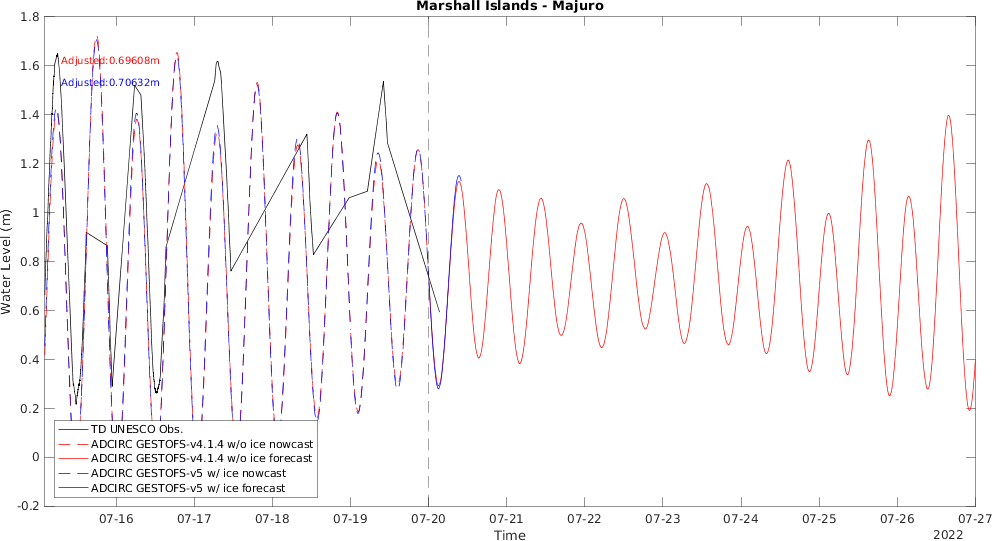 Marshall Islands - Majuro
1.8
1.6
1.4
1.2
1
0.8
0.6
0.4
0.2
0
-0.2
Water Level (m)
Adjusted:0.69608m
Adjusted:0.70632m
TD UNESCO Obs.
ADCIRC GESTOFS-v4.1.4 w/o ice nowcast
ADCIRC GESTOFS-v4.1.4 w/o ice forecast
ADCIRC GESTOFS-v5 w/ ice nowcast
ADCIRC GESTOFS-v5 w/ ice forecast
07-16 07-17 07-18 07-19 07-20 07-21 07-22 07-23 07-24 07-25 07-26 07-27
Time
2022